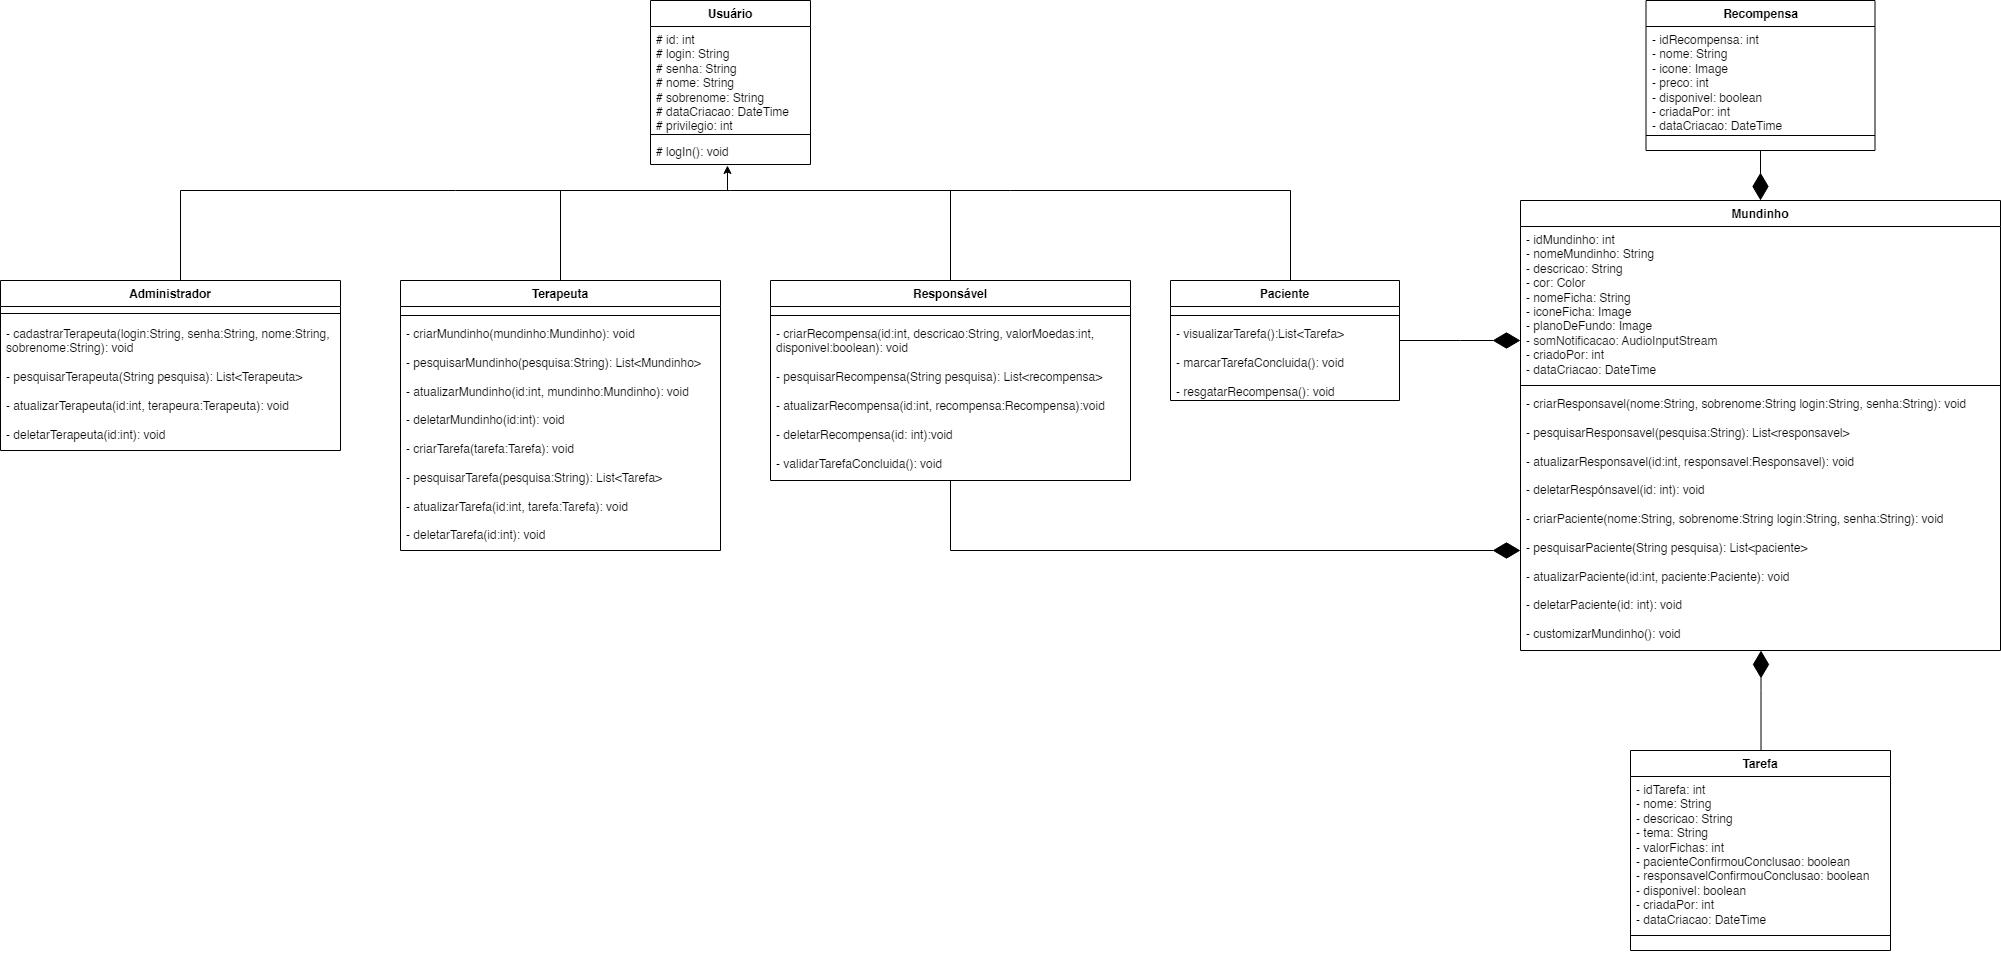 Usuário
# id: int
# login: String
# senha: String
# nome: String
# sobrenome: String
# dataCriacao: DateTime
# privilegio: int
# logIn(): void
Recompensa
- idRecompensa: int
- nome: String
- icone: Image
- preco: int
- disponivel: boolean
- criadaPor: int
- dataCriacao: DateTime
Administrador
- cadastrarTerapeuta(login:String, senha:String, nome:String,
sobrenome:String): void
- pesquisarTerapeuta(String pesquisa): List<Terapeuta>
- atualizarTerapeuta(id:int, terapeura:Terapeuta): void
- deletarTerapeuta(id:int): void
Terapeuta
- criarMundinho(mundinho:Mundinho): void
- pesquisarMundinho(pesquisa:String): List<Mundinho>
- atualizarMundinho(id:int, mundinho:Mundinho): void
- deletarMundinho(id:int): void
- criarTarefa(tarefa:Tarefa): void
- pesquisarTarefa(pesquisa:String): List<Tarefa>
- atualizarTarefa(id:int, tarefa:Tarefa): void
- deletarTarefa(id:int): void
Responsável
- criarRecompensa(id:int, descricao:String, valorMoedas:int,
disponivel:boolean): void
- pesquisarRecompensa(String pesquisa): List<recompensa>
- atualizarRecompensa(id:int, recompensa:Recompensa):void
- deletarRecompensa(id: int):void
- validarTarefaConcluida(): void
Paciente
- visualizarTarefa():List<Tarefa>
- marcarTarefaConcluida(): void
- resgatarRecompensa(): void
Mundinho
- idMundinho: int
- nomeMundinho: String
- descricao: String
- cor: Color
- nomeFicha: String
- iconeFicha: Image
- planoDeFundo: Image
- somNotificacao: AudioInputStream
- criadoPor: int
- dataCriacao: DateTime
- criarResponsavel(nome:String, sobrenome:String login:String, senha:String): void
- pesquisarResponsavel(pesquisa:String): List<responsavel>
- atualizarResponsavel(id:int, responsavel:Responsavel): void
- deletarRespónsavel(id: int): void
- criarPaciente(nome:String, sobrenome:String login:String, senha:String): void
- pesquisarPaciente(String pesquisa): List<paciente>
- atualizarPaciente(id:int, paciente:Paciente): void
- deletarPaciente(id: int): void
- customizarMundinho(): void
Tarefa
- idTarefa: int
- nome: String
- descricao: String
- tema: String
- valorFichas: int
- pacienteConfirmouConclusao: boolean
- responsavelConfirmouConclusao: boolean
- disponivel: boolean
- criadaPor: int
- dataCriacao: DateTime